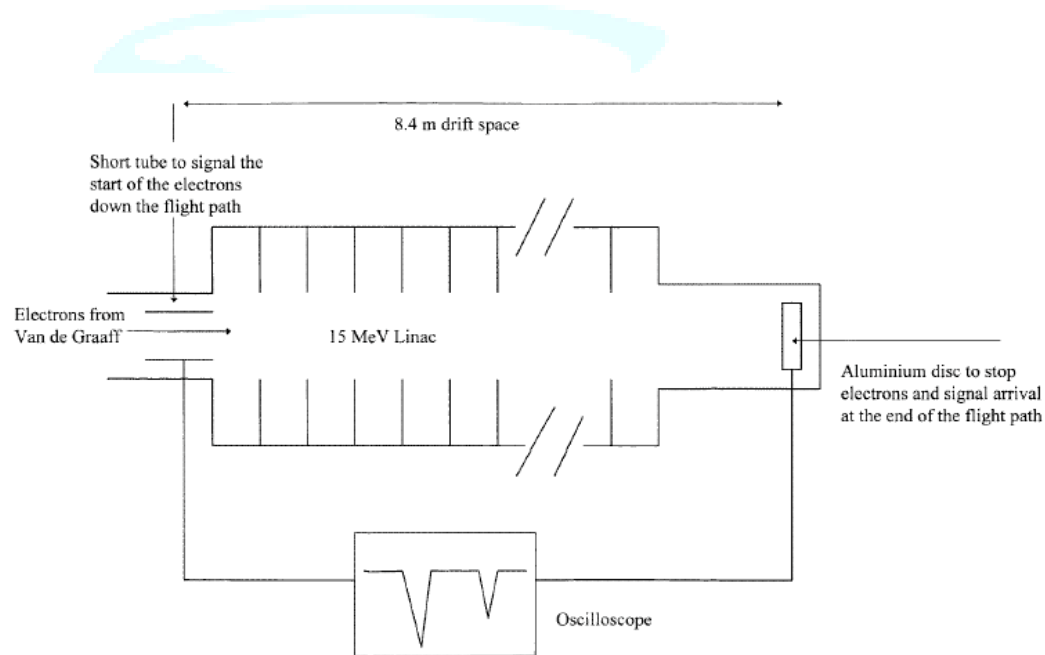 8.4 m drift space
Short tube to signal the
start of the electrons
down the flight path
Electrons from
Van de Graaff
15 MeV Linac
Aluminium disc to stop
electrons and signal arrival
at the end of the flight path
Oscilloscope